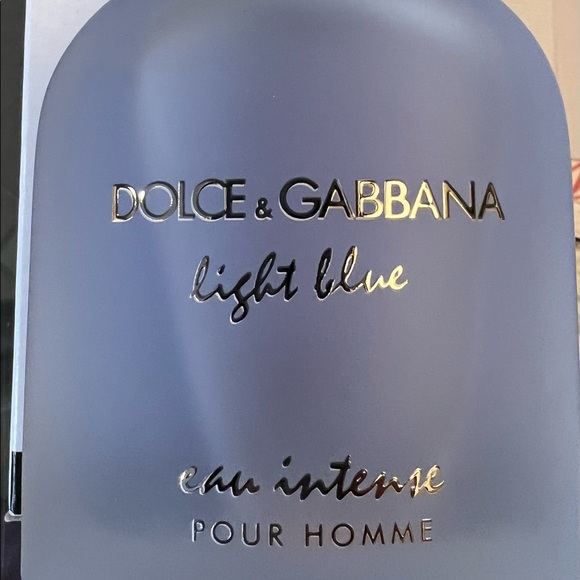 DOLCE & GABBANA
light blue
eau intense
POUR HOMME